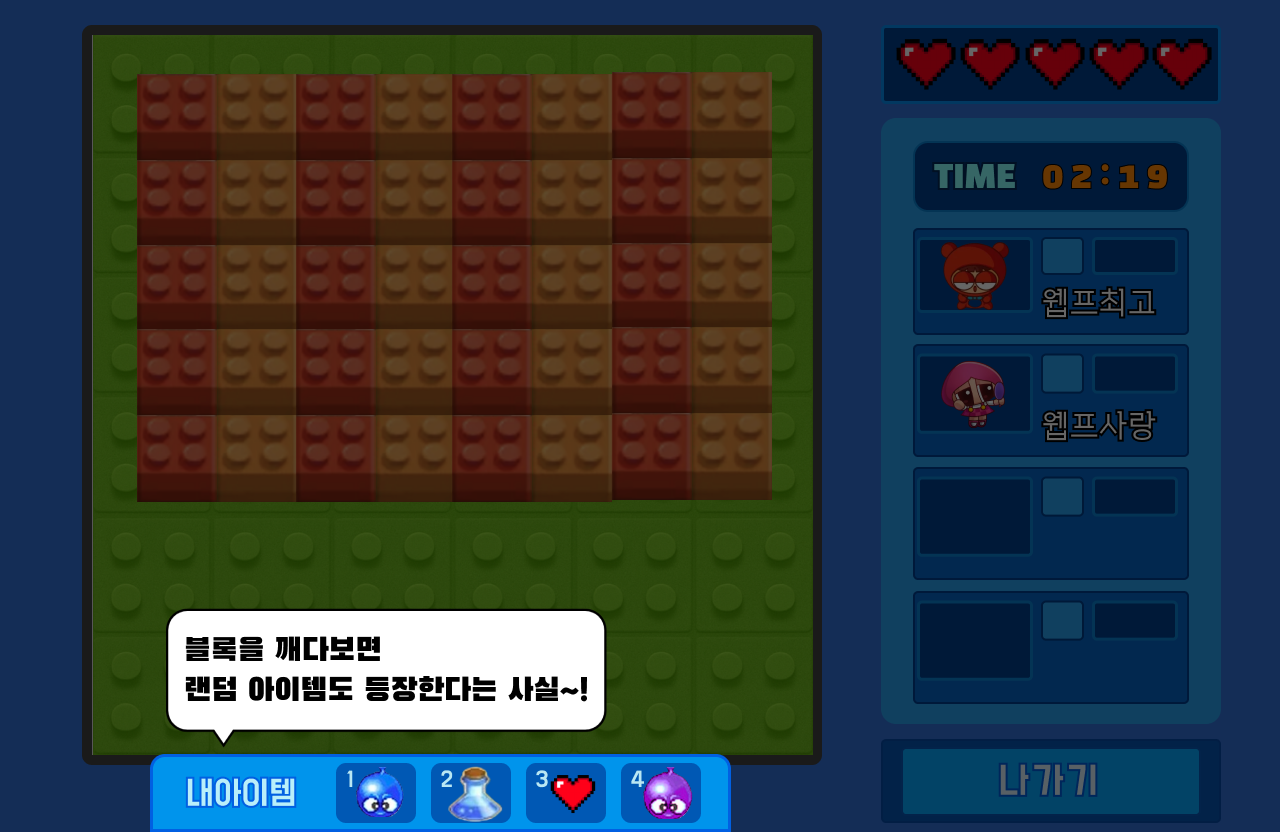 TIME 02:19
웹프최고
웹프사랑
블록을 깨다보면
랜덤 아이템도 등장한다는 사실~!
내아이템 1 2 3 4
나가기